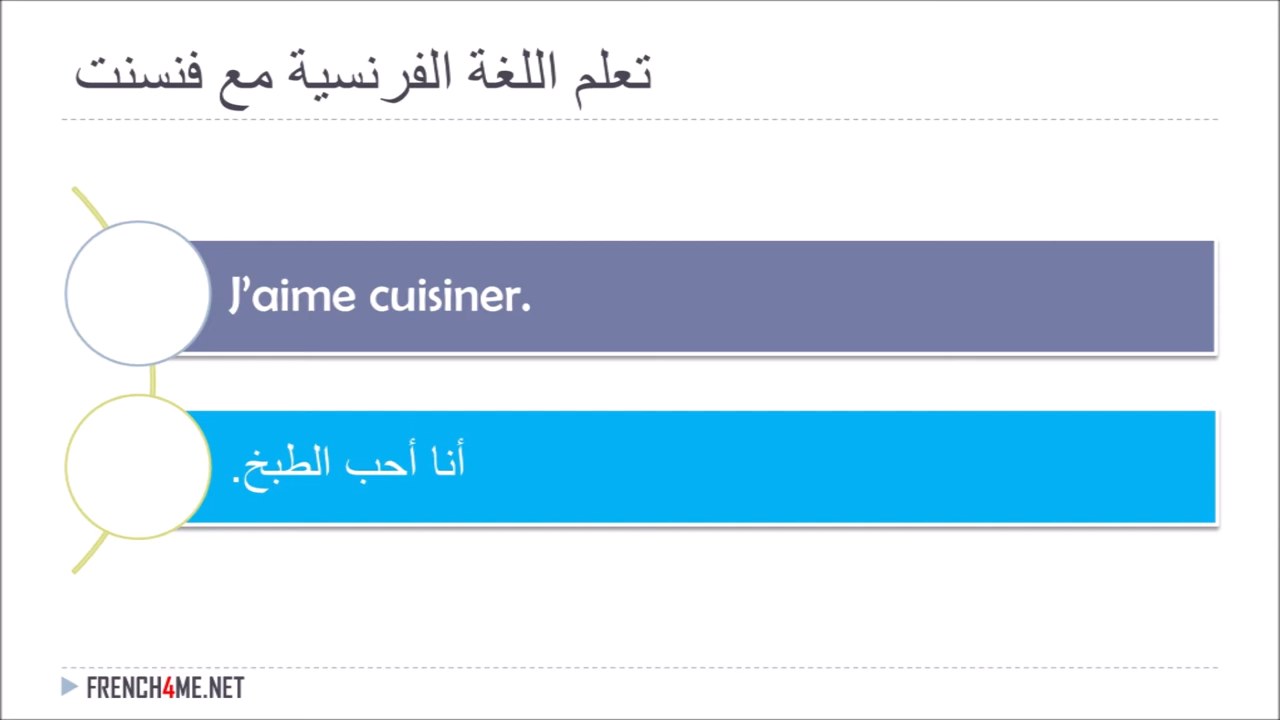 تعلم اللغة الفرنسية مع فنسنت
J’aime cuisiner.
أنا أحب الطبخ.
FRENCH4ME.NET